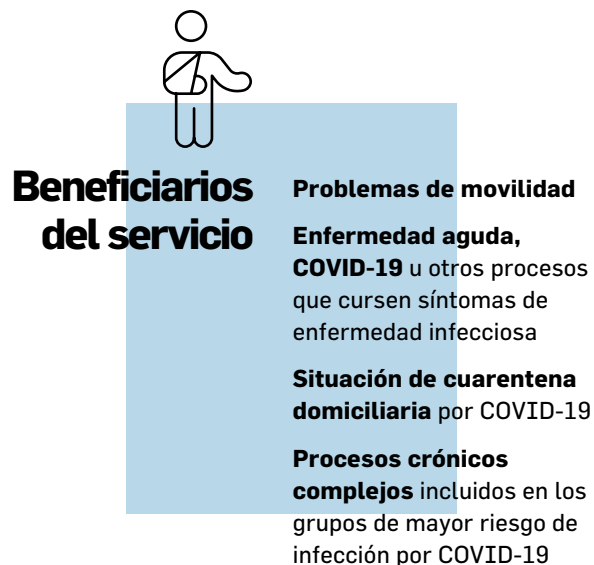 Beneficiarios
del servicio
Problemas de movilidad
Enfermedad aguda,
COVID-19 u otros procesos
que cursen síntomas de
enfermedad infecciosa
Situación de cuarentena
domiciliaria por COVID-19
Procesos crónicos
complejos incluidos en los
grupos de mayor riesgo de
infección por COVID-19